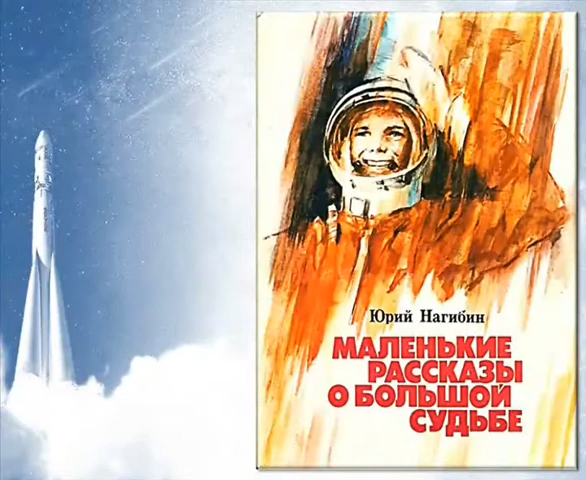 Юрий Нагибин
МАЛЕНЬКИЕ
РАССКАЗЫ
О БОЛЬШОЙ
СУДЬБЕ